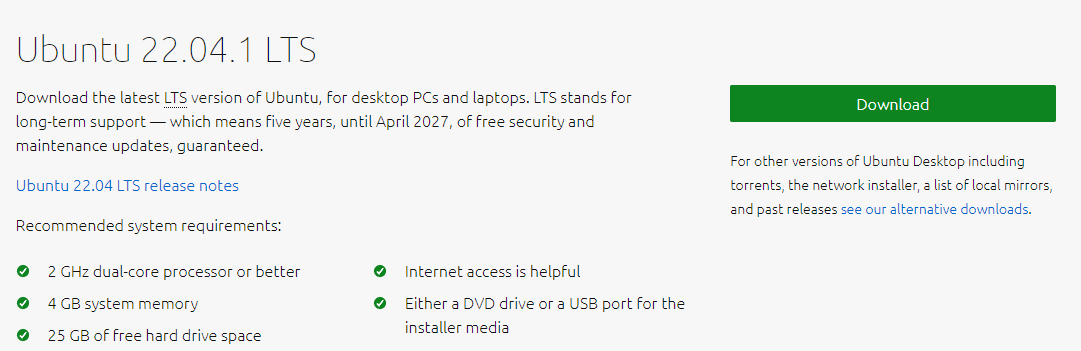 Ubuntu 22.04.1 LTS
Download the latest LTS version of Ubuntu, for desktop PCs and laptops. LTS stands for
long-term support — which means five years, until April 2027, of free security and
maintenance updates, guaranteed.
Ubuntu 22.04 LTS release notes
Recommended system requirements:
2 GHz dual-core processor or better
4 GB system memory
25 GB of free hard drive space
Internet access is helpful
Either a DVD drive or a USB port for the
installer media
Download
For other versions of Ubuntu Desktop including
torrents, the network installer, a list of local mirrors,
and past releases see our alternative downloads.